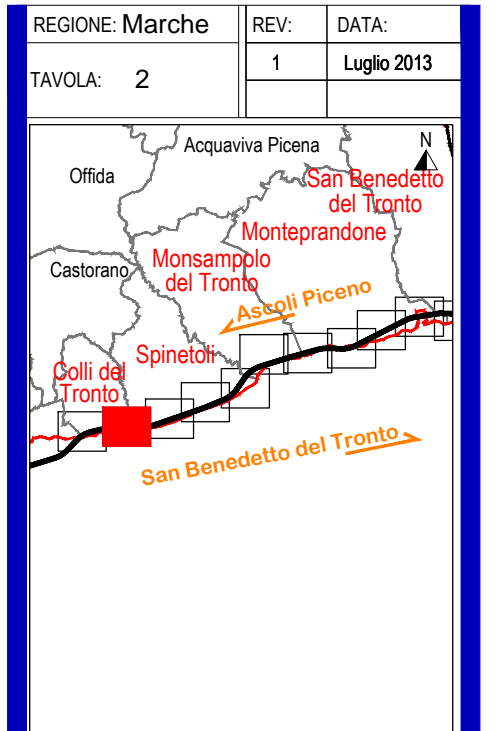 REGIONE: Marche
REV:
DATA:
TAVOLA: 2
1
Luglio 2013
Acquaviva Picena
N
Offida
San Benedetto
del Tronto
Monteprandone
Monsampolo
del Tronto
Castorano
Ascoli Piceno
Spinetoli
Colli del
Tronto
San Benedetto del Tronto